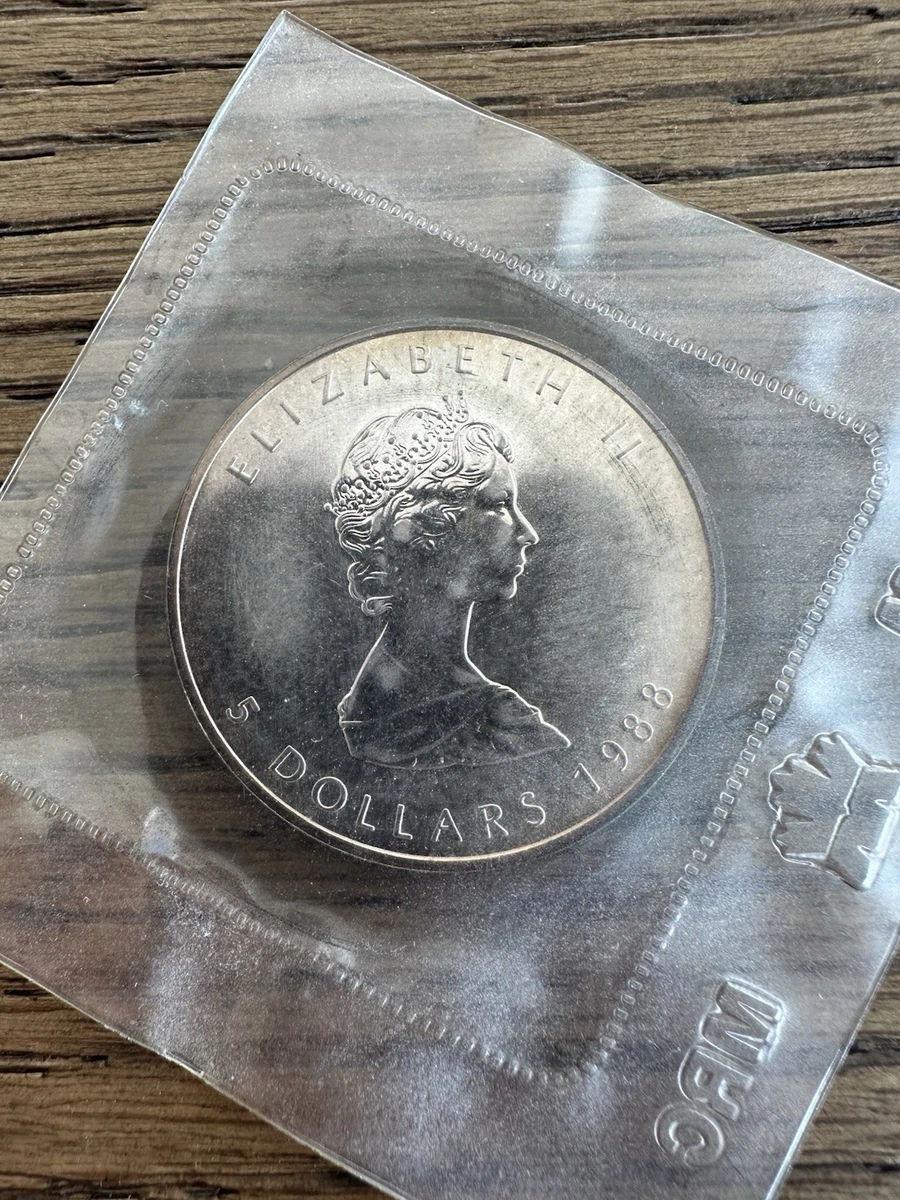 ELIZABETH II
5 DOLLARS 1988
MRC